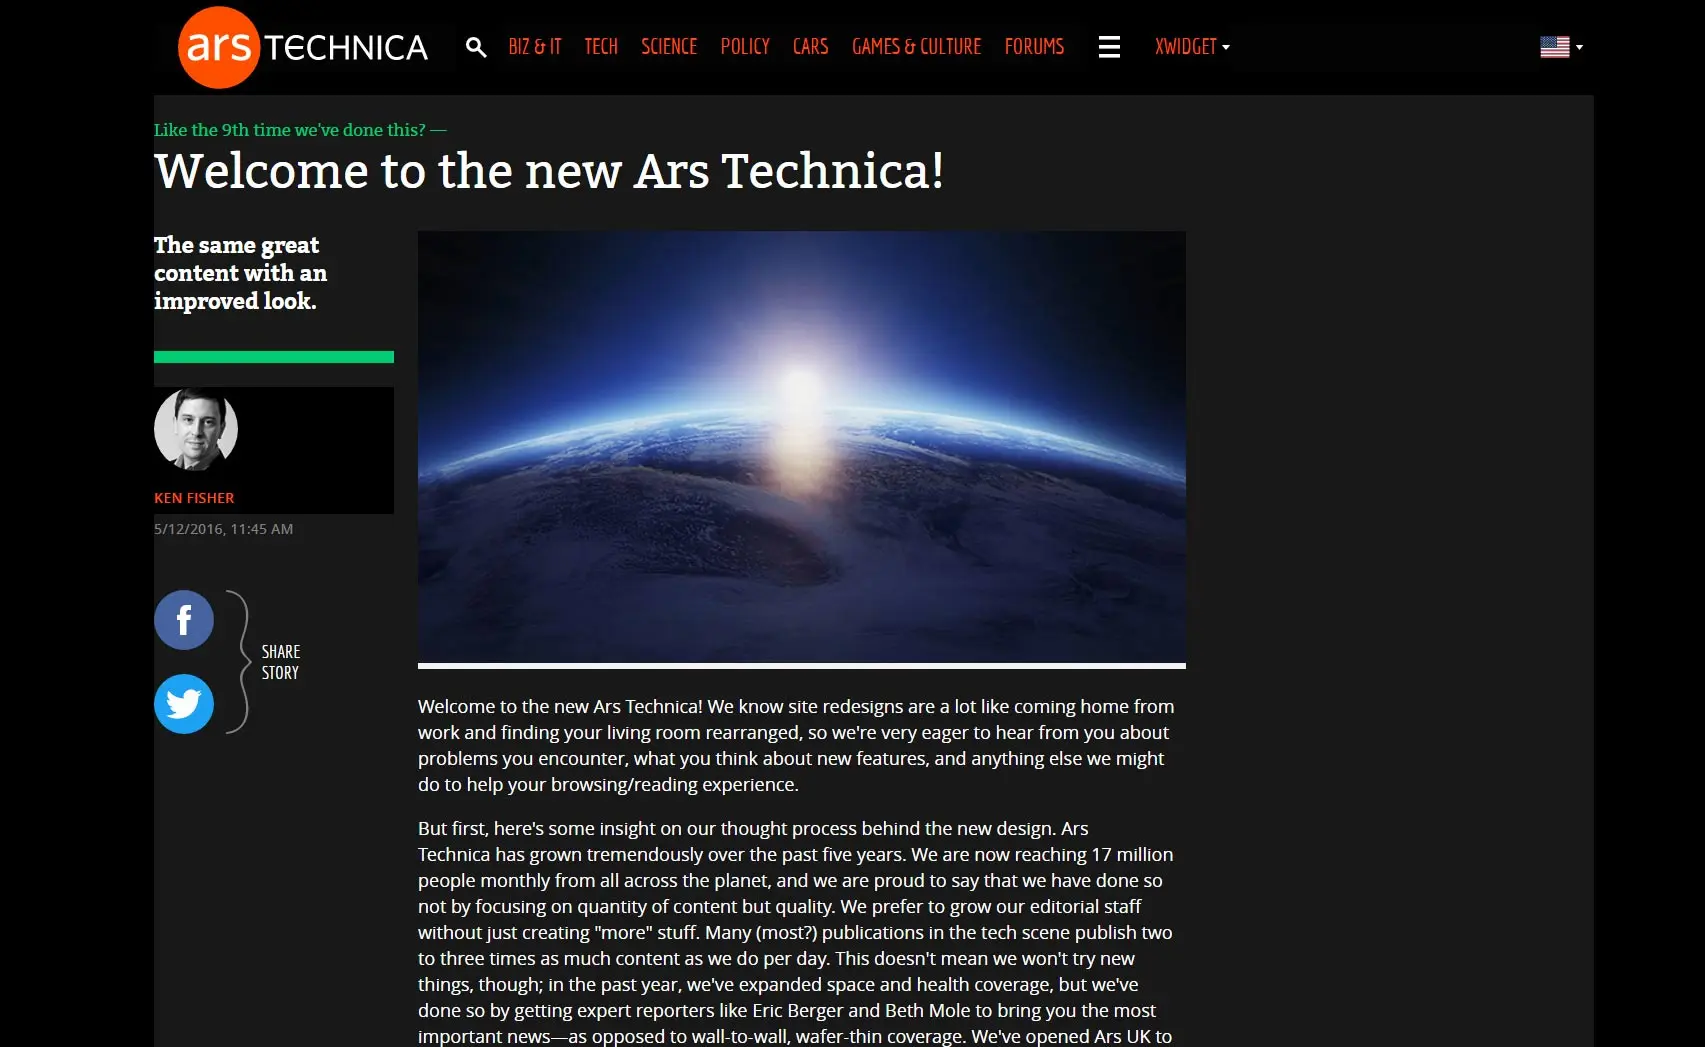 ars TECHNICA
BIZ & IT TECH SCIENCE POLICY CARS GAMES & CULTURE FORUMS XWIDGET
Like the 9th time we've done this? —
Welcome to the new Ars Technica!
The same great
content with an
improved look.
KEN FISHER
5/12/2016, 11:45 AM
f
SHARE
STORY
Welcome to the new Ars Technica! We know site redesigns are a lot like coming home from
work and finding your living room rearranged, so we're very eager to hear from you about
problems you encounter, what you think about new features, and anything else we might
do to help your browsing/reading experience.
But first, here's some insight on our thought process behind the new design. Ars
Technica has grown tremendously over the past five years. We are now reaching 17 million
people monthly from all across the planet, and we are proud to say that we have done so
not by focusing on quantity of content but quality. We prefer to grow our editorial staff
without just creating "more" stuff. Many (most?) publications in the tech scene publish two
to three times as much content as we do per day. This doesn't mean we won't try new
things, though; in the past year, we've expanded space and health coverage, but we've
done so by getting expert reporters like Eric Berger and Beth Mole to bring you the most
important news—as opposed to wall-to-wall, wafer-thin coverage. We've opened Ars UK to